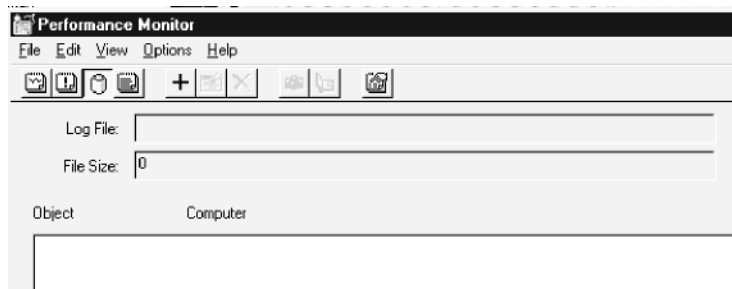 Performance Monitor
File Edit View Options Help
Log File:
File Size: 0
Object Computer